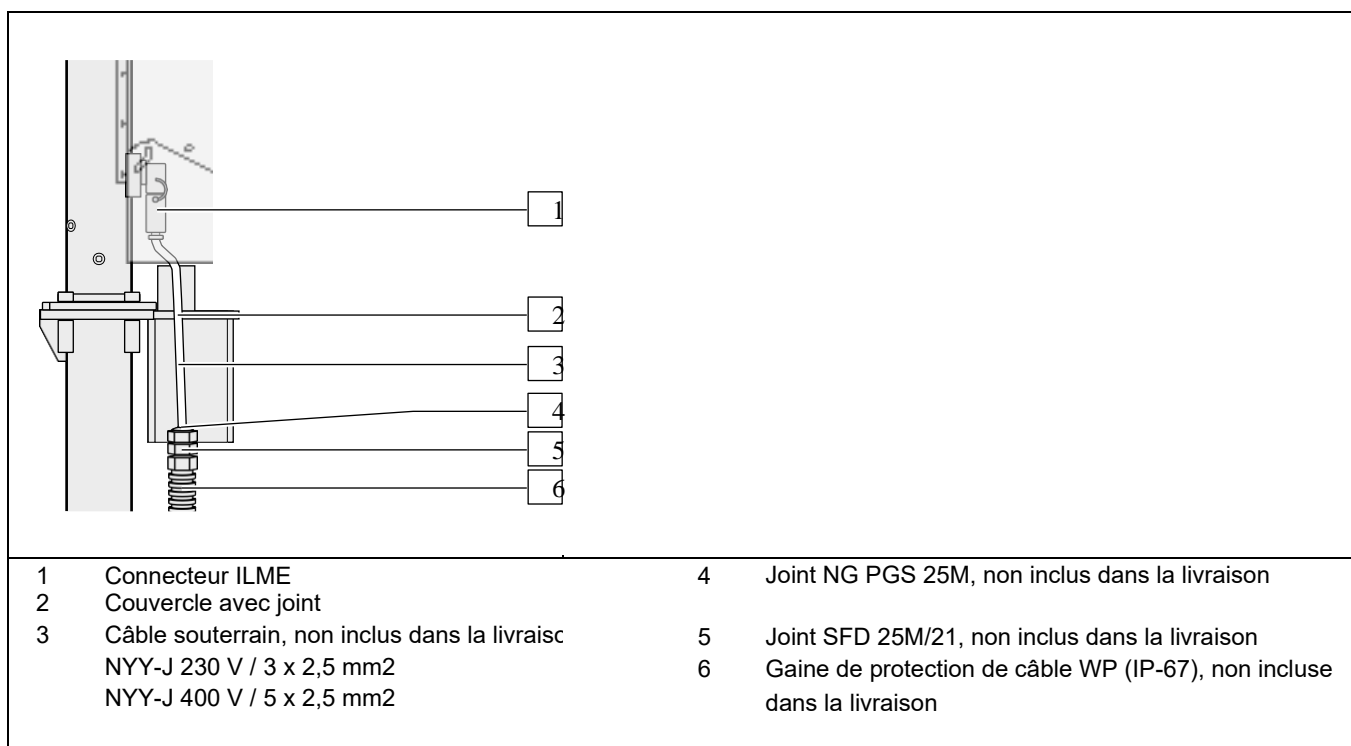 1
2
3
4
5
6
1 Connecteur ILME
2 Couvercle avec joint
3 Câble souterrain, non inclus dans la livraisc
NYY-J 230 V / 3 x 2,5 mm2
NYY-J 400 V / 5 x 2,5 mm2
4 Joint NG PGS 25M, non inclus dans la livraison
5 Joint SFD 25M/21, non inclus dans la livraison
6 Gaine de protection de câble WP (IP-67), non incluse
dans la livraison